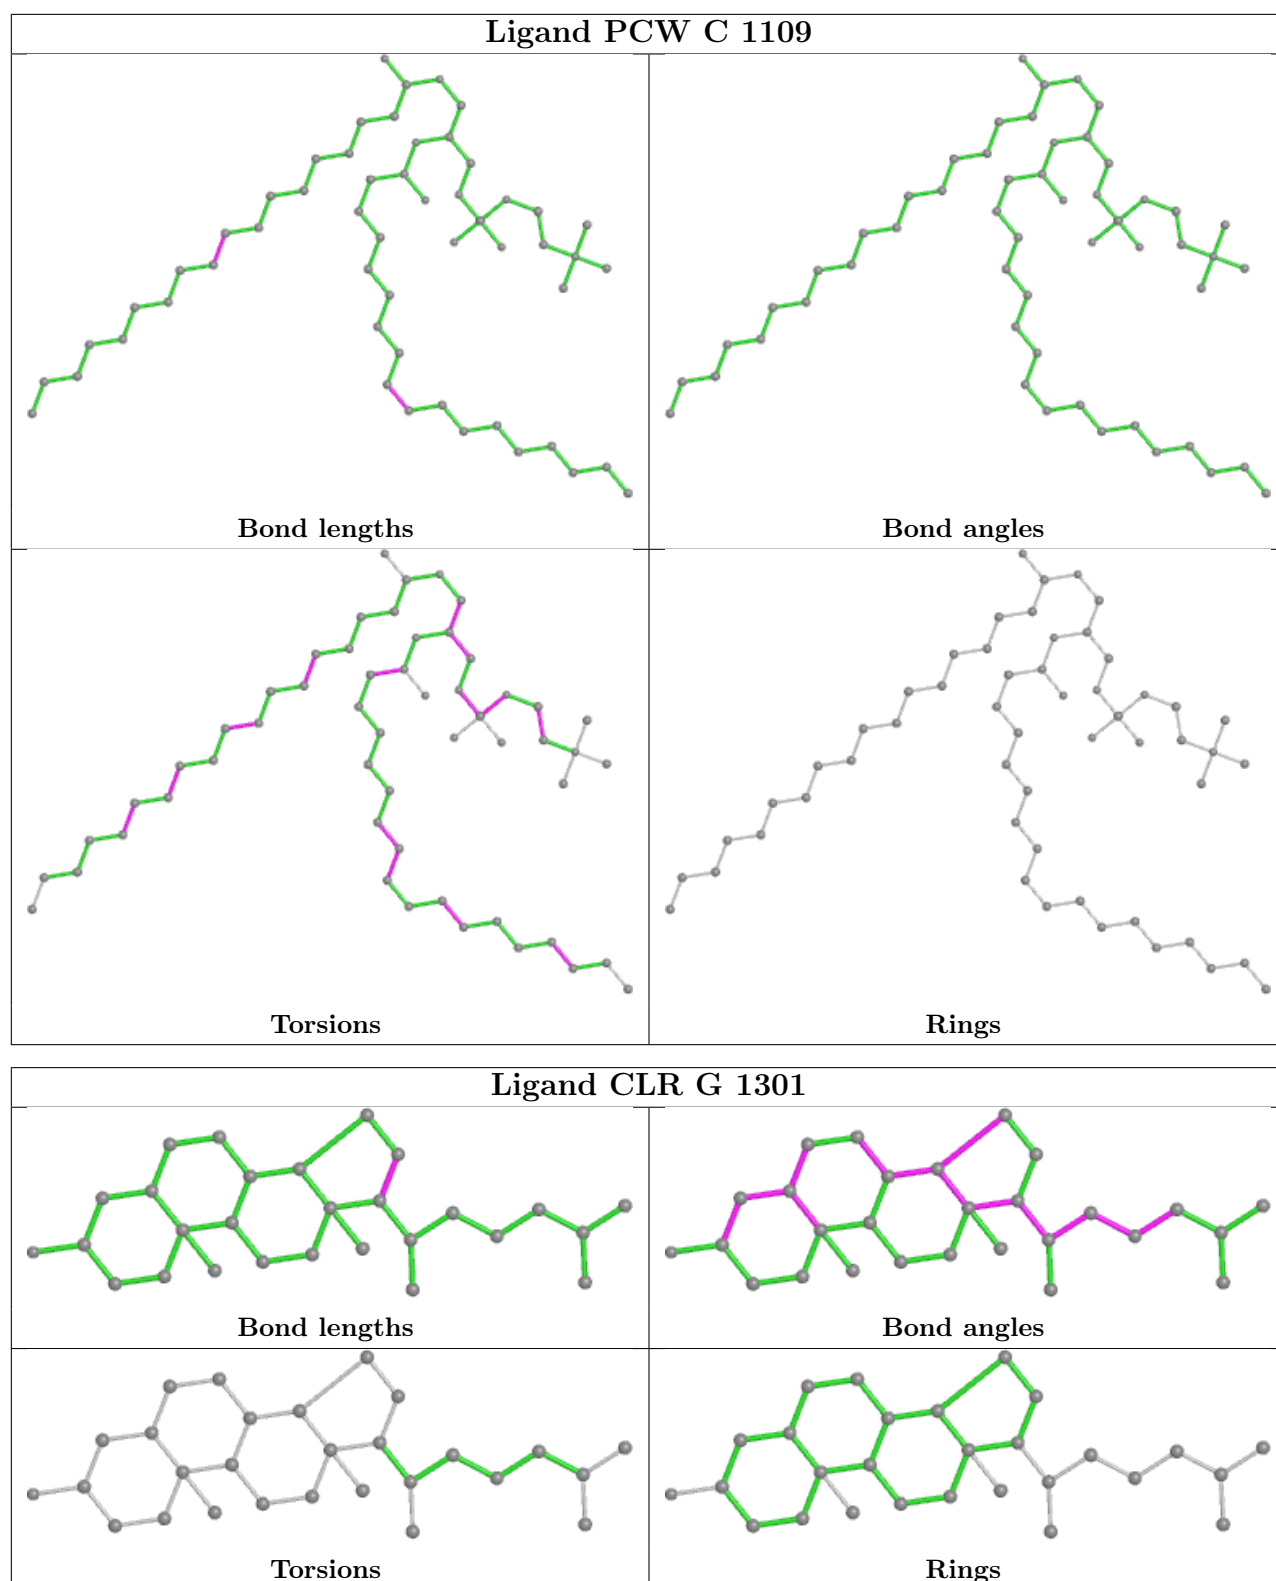 Ligand PCW C 1109
Bond lengths
Bond angles
Torsions
Rings
Ligand CLR G 1301
Bond lengths
Bond angles
Torsions
Rings